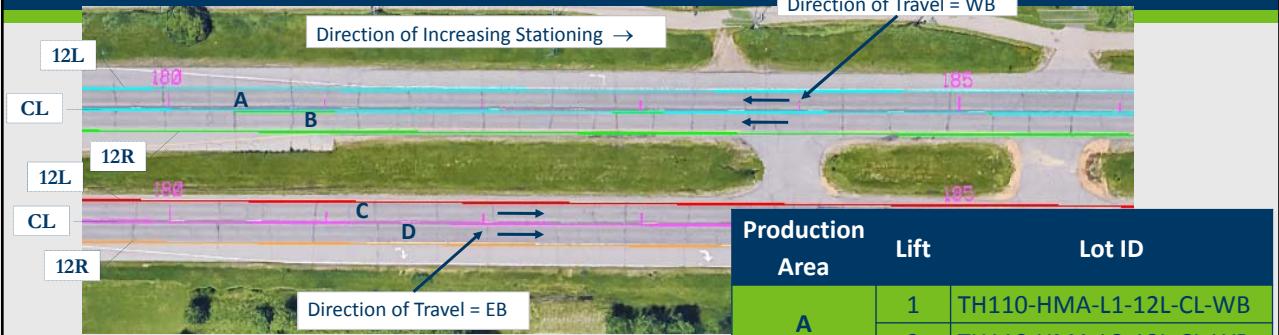 Direction of Travel = WB
Direction of Increasing Stationing →
12L
180
185
CL
A
B
12R
12L
180
185
CL
C
D
12R
Direction of Travel = EB
Production Area
Lift
Lot ID
A
1
TH110-HMA-L1-12L-CL-WB